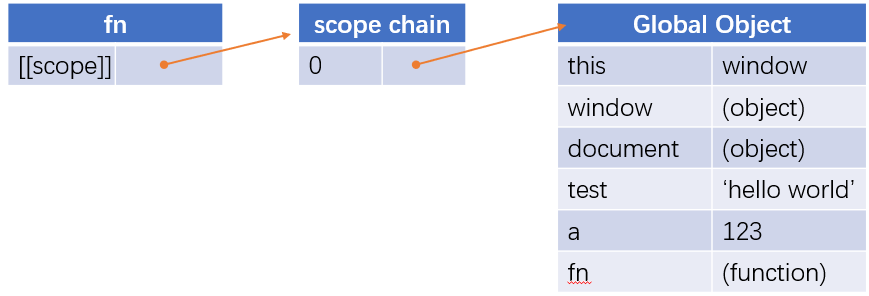 fn
[[scope]]
scope chain
0
Global Object
this window
window (object)
document (object)
test ‘hello world’
a 123
fn (function)